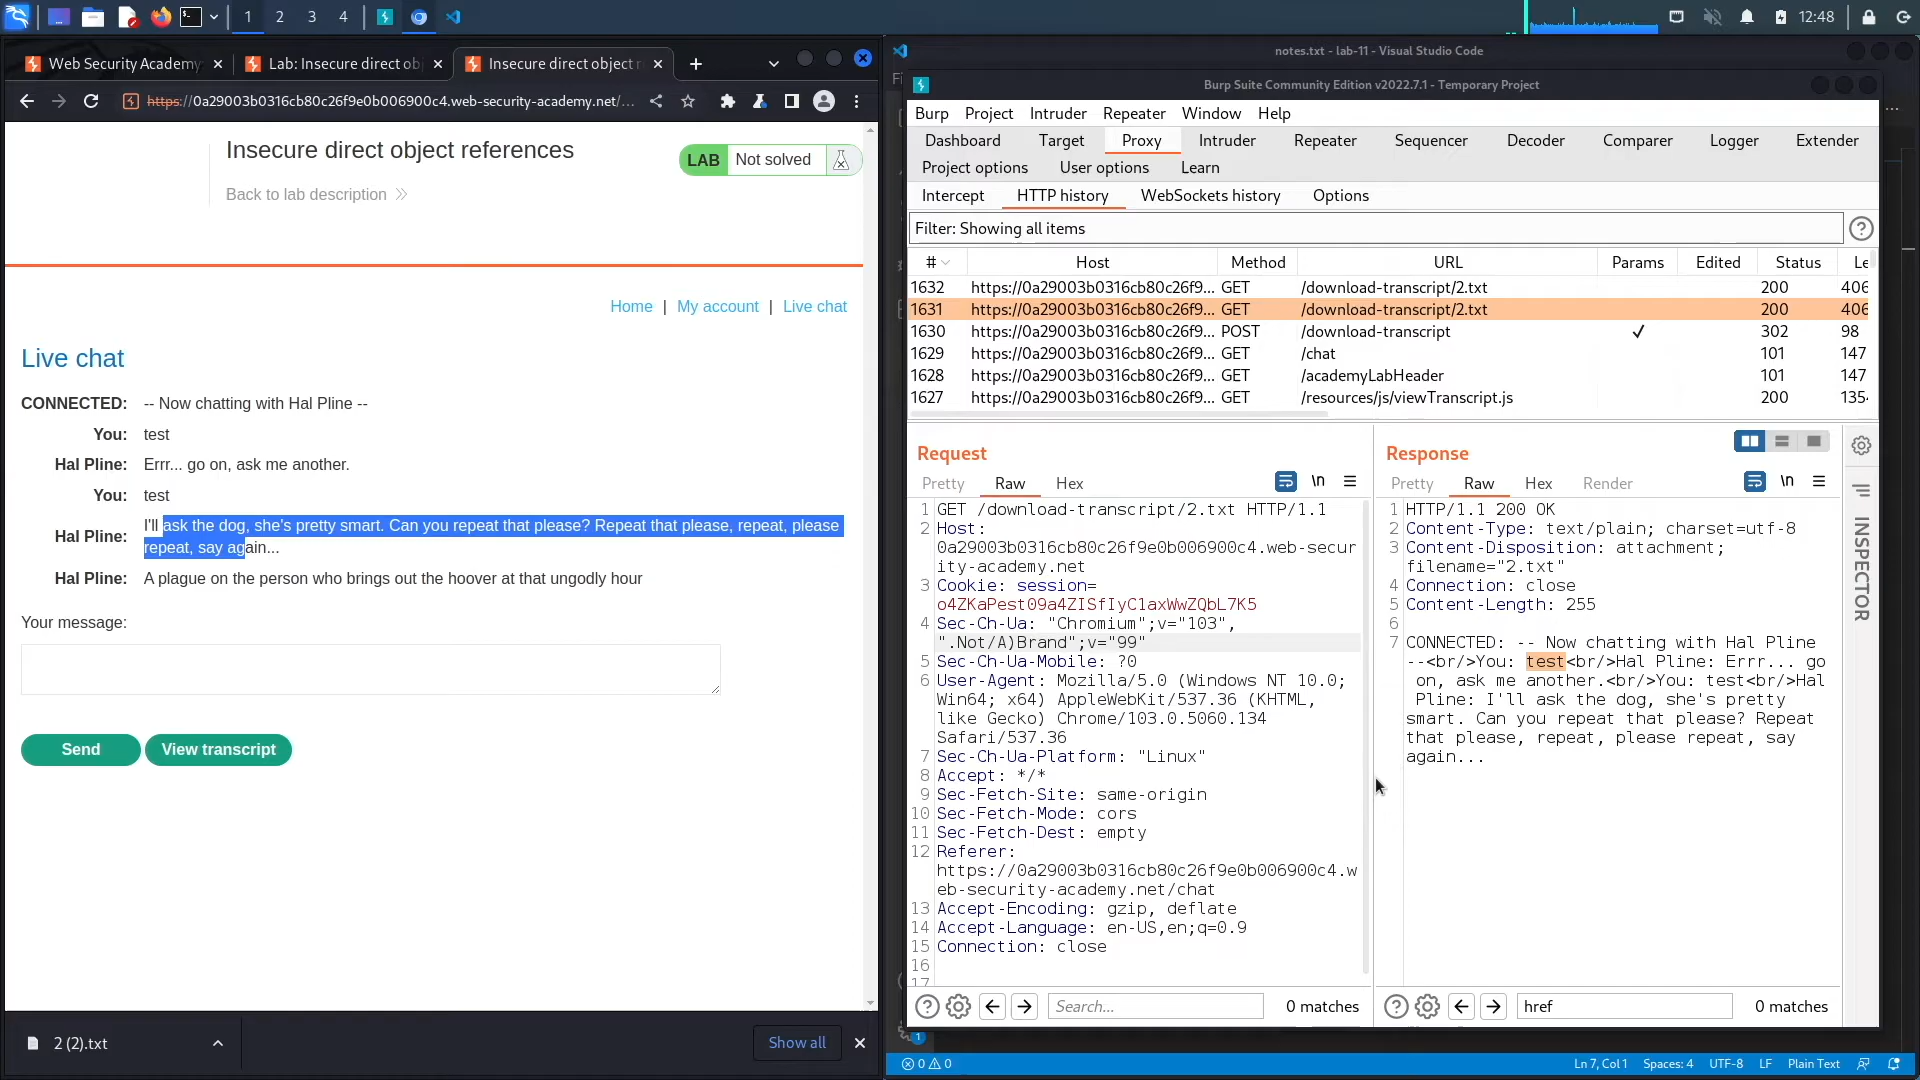 1 2 3 4
12:48
Web Security Academy
Lab: Insecure direct ob
Insecure direct object r
https://0a29003b0316cb80c26f9e0b006900c4.web-security-academy.net/...
Insecure direct object references
Back to lab description
LAB Not solved
Home | My account | Live chat
Live chat
CONNECTED: -- Now chatting with Hal Pline --
You: test
Hal Pline: Errr... go on, ask me another.
You: test
Hal Pline: I'll ask the dog, she's pretty smart. Can you repeat that please? Repeat that please, repeat, please
repeat, say again...
Hal Pline: A plague on the person who brings out the hoover at that ungodly hour
Your message:
Send View transcript
2 (2).txt
Show all
notes.txt - lab-11 - Visual Studio Code
Burp Suite Community Edition v2022.7.1 - Temporary Project
Burp Project Intruder Repeater Window Help
Dashboard Target Proxy Intruder Repeater Sequencer Decoder Comparer Logger Extender
Project options User options Learn
Intercept HTTP history WebSockets history Options
Filter: Showing all items
# Host Method URL Params Edited Status Le
1632 https://0a29003b0316cb80c26f9... GET /download-transcript/2.txt 200 406
1631 https://0a29003b0316cb80c26f9... GET /download-transcript/2.txt 200 406
1630 https://0a29003b0316cb80c26f9... POST /download-transcript ✓ 302 98
1629 https://0a29003b0316cb80c26f9... GET /chat 101 147
1628 https://0a29003b0316cb80c26f9... GET /academyLabHeader 101 147
1627 https://0a29003b0316cb80c26f9... GET /resources/js/viewTranscript.js 200 135
Request
Pretty Raw Hex
\n
1 GET /download-transcript/2.txt HTTP/1.1
2 Host:
0a29003b0316cb80c26f9e0b006900c4.web-secur
ity-academy.net
3 Cookie: session=
o4ZKaPest09a4ZISfIyC1axWwZQbL7K5
4 Sec-Ch-Ua: "Chromium";v="103",
".Not/A)Brand";v="99"
5 Sec-Ch-Ua-Mobile: ?0
6 User-Agent: Mozilla/5.0 (Windows NT 10.0;
Win64; x64) AppleWebKit/537.36 (KHTML,
like Gecko) Chrome/103.0.5060.134
Safari/537.36
7 Sec-Ch-Ua-Platform: "Linux"
8 Accept: */*
9 Sec-Fetch-Site: same-origin
10 Sec-Fetch-Mode: cors
11 Sec-Fetch-Dest: empty
12 Referer:
https://0a29003b0316cb80c26f9e0b006900c4.w
eb-security-academy.net/chat
13 Accept-Encoding: gzip, deflate
14 Accept-Language: en-US,en;q=0.9
15 Connection: close
16
17
Search... 0 matches
Response
Pretty Raw Hex Render
\n
1 HTTP/1.1 200 OK
2 Content-Type: text/plain; charset=utf-8
3 Content-Disposition: attachment;
filename="2.txt"
4 Connection: close
5 Content-Length: 255
6
7 CONNECTED: -- Now chatting with Hal Pline
--<br/>You: test<br/>Hal Pline: Errr... go
on, ask me another.<br/>You: test<br/>Hal
Pline: I'll ask the dog, she's pretty
smart. Can you repeat that please? Repeat
that please, repeat, please repeat, say
again...
href 0 matches
INSPECTOR
1
0 0
Ln 7, Col 1 Spaces: 4 UTF-8 LF Plain Text